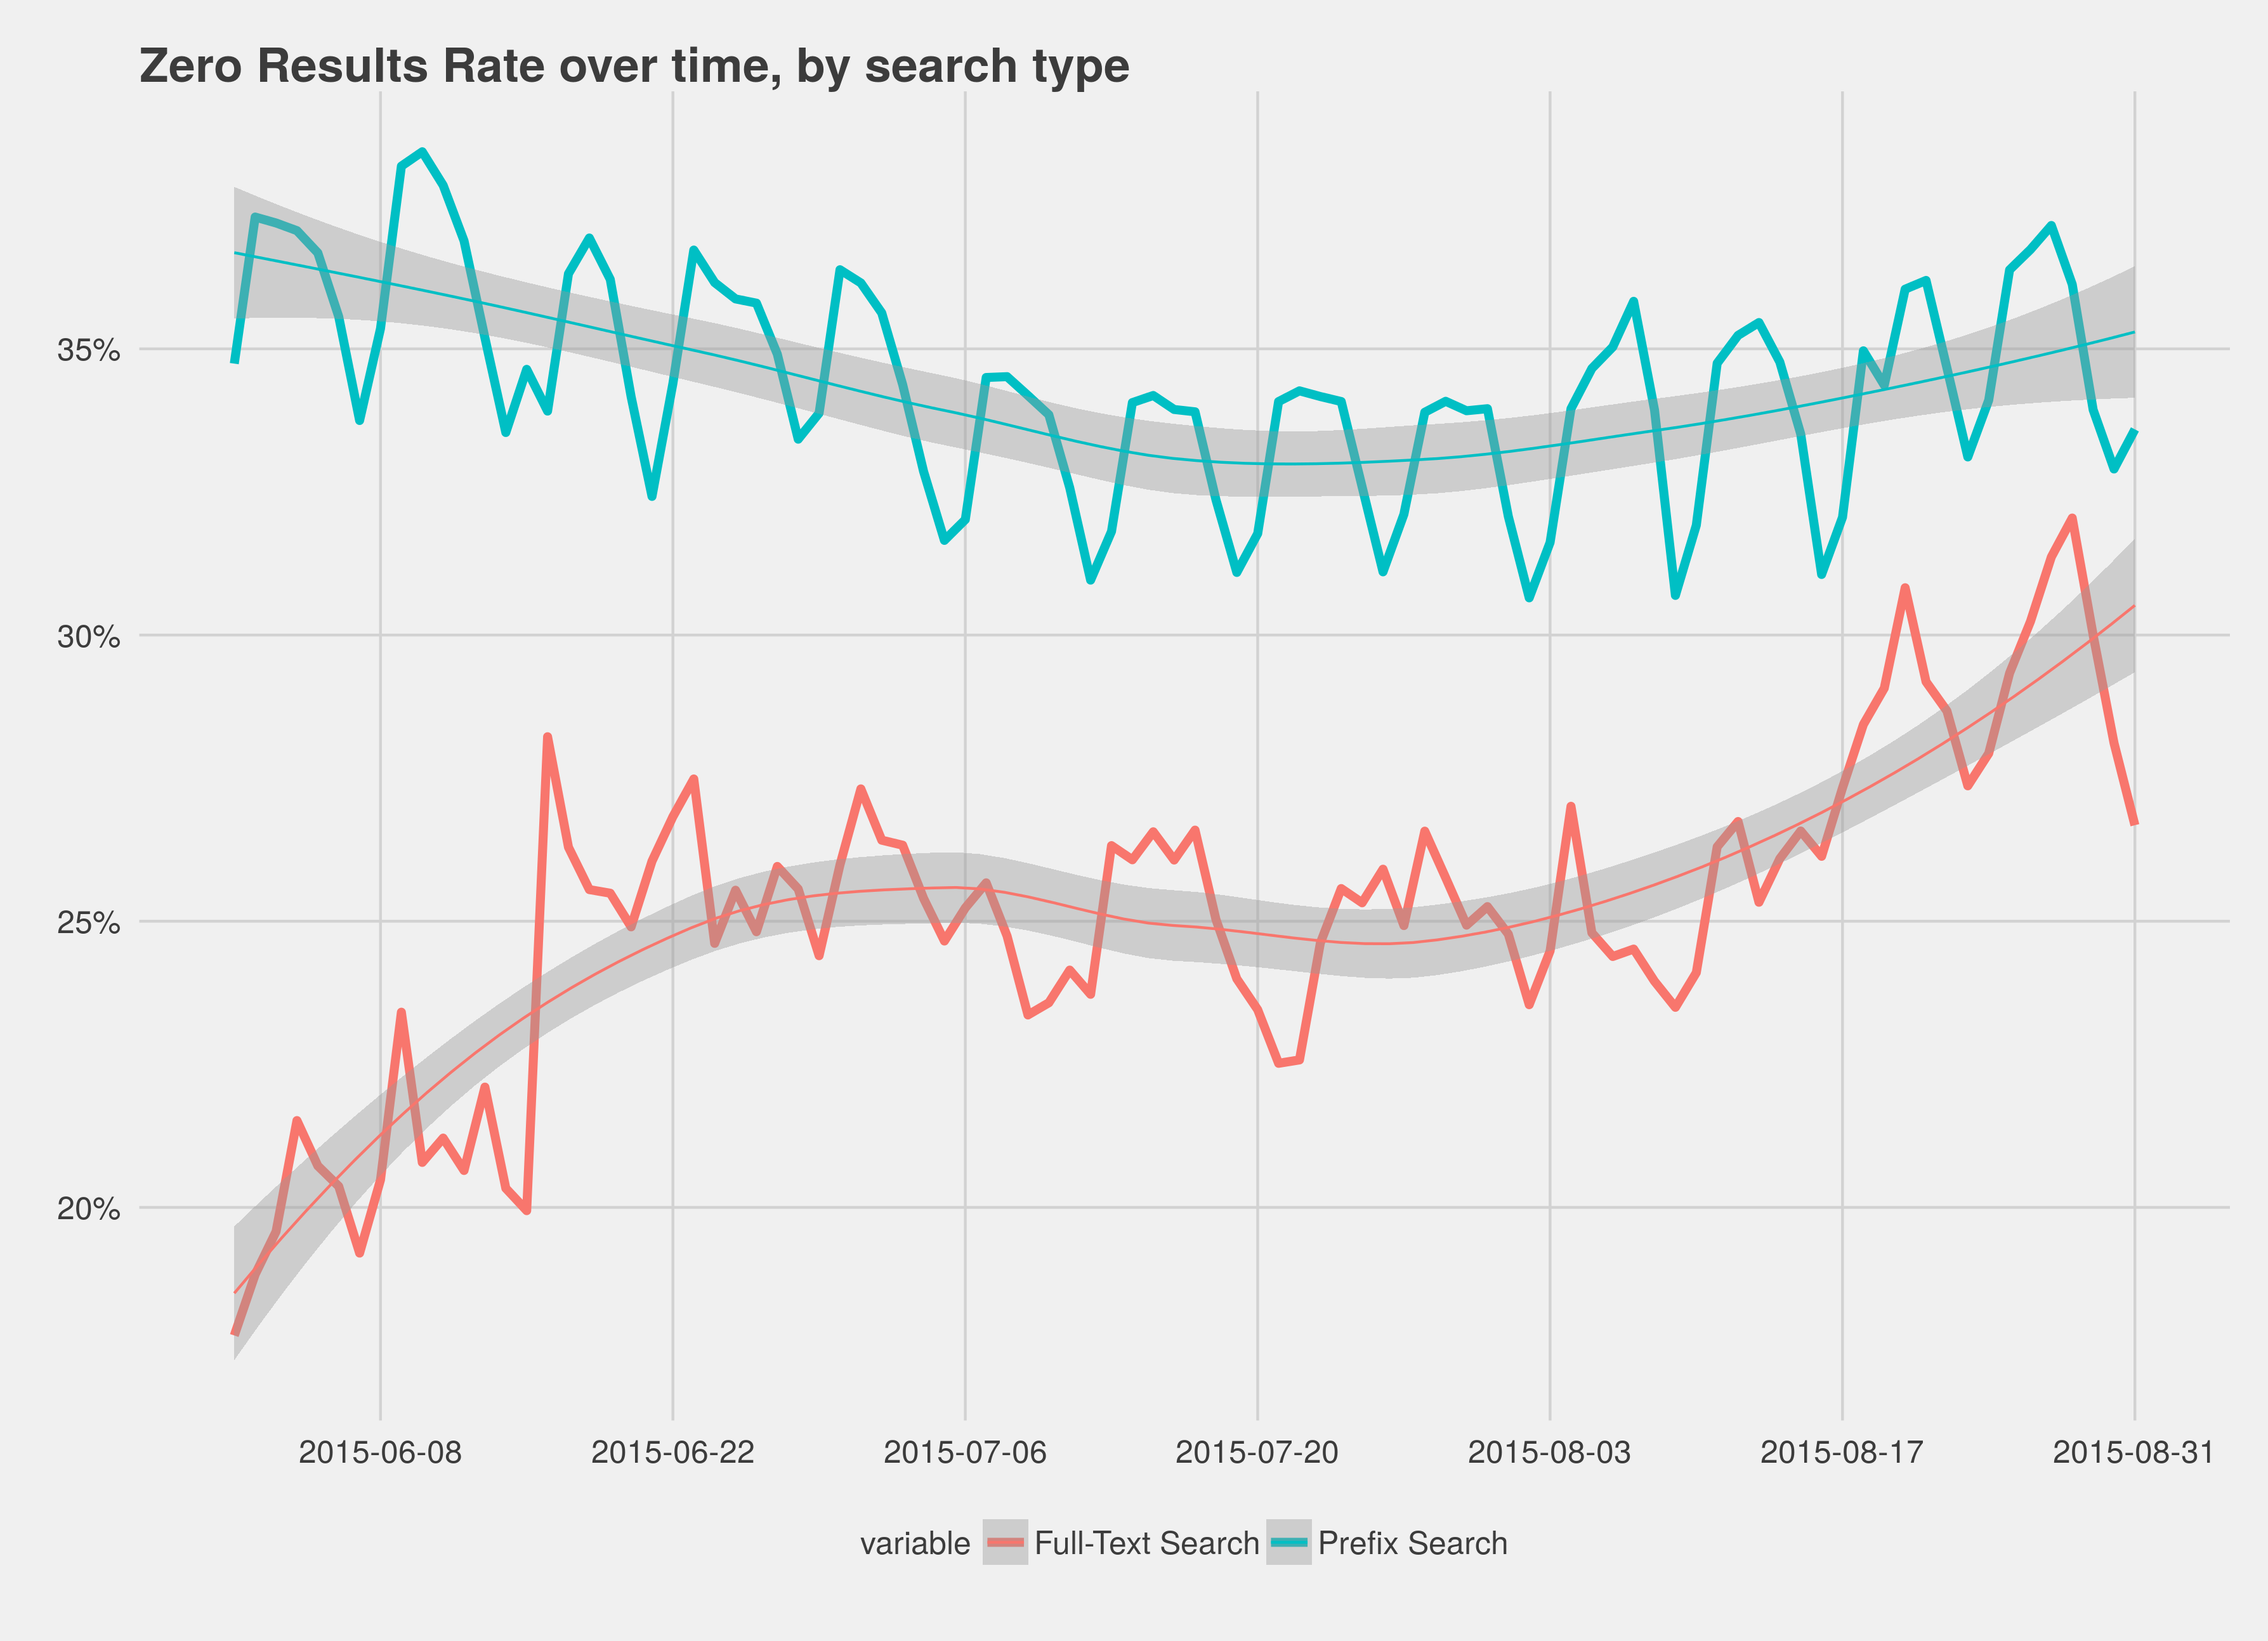 Zero Results Rate over time, by search type
35%
30%
25%
20%
2015-06-08 2015-06-22 2015-07-06 2015-07-20 2015-08-03 2015-08-17 2015-08-31
variable Full-Text Search Prefix Search